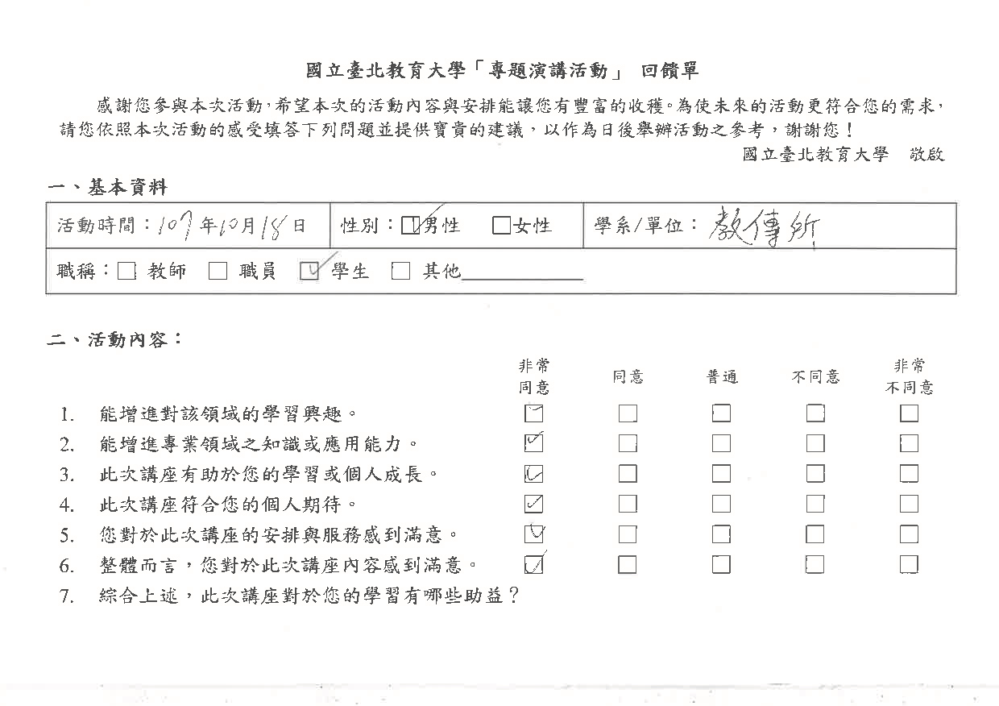 國立臺北教育大學「專題演講活動」 回饋單
感謝您參與本次活動，希望本次的活動內容與安排能讓您有豐富的收穫。為使未來的活動更符合您的需求，
請您依照本次活動的感受填答下列問題並提供寶貴的建議，以作為日後舉辦活動之參考，謝謝您！
國立臺北教育大學 敬啟
一、基本資料
活動時間：107年10月18日 性別：☑男性 □女性 學系/單位：教傳所
職稱：□ 教師 □ 職員 ☑ 學生 □ 其他
二、活動內容：
非常同意 同意 普通 不同意 非常不同意
1. 能增進對該領域的學習興趣。 ☑ □ □ □ □
2. 能增進專業領域之知識或應用能力。 ☑ □ □ □ □
3. 此次講座有助於您的學習或個人成長。 ☑ □ □ □ □
4. 此次講座符合您的個人期待。 ☑ □ □ □ □
5. 您對於此次講座的安排與服務感到滿意。 ☑ □ □ □ □
6. 整體而言，您對於此次講座內容感到滿意。 ☑ □ □ □ □
7. 綜合上述，此次講座對於您的學習有哪些助益？